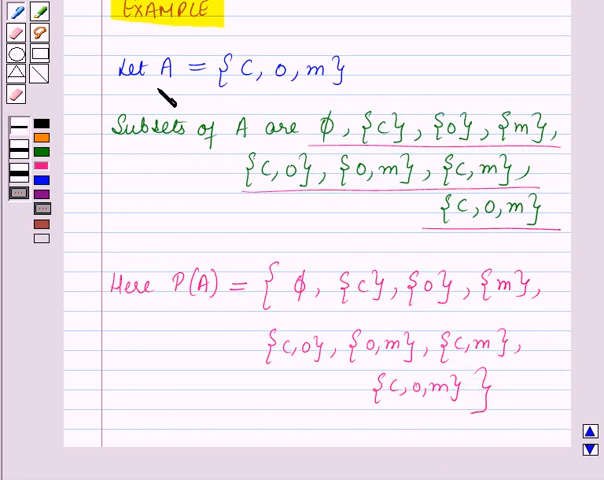 EXAMPLE
Let A = { C, O, m }
Subsets of A are ϕ, {C}, {O}, {m},
{C, O}, {O, m}, {C, m},
{C, O, m}
Here P(A) = { ϕ, {C}, {O}, {m},
{C, O}, {O, m}, {C, m},
{C, O, m} }